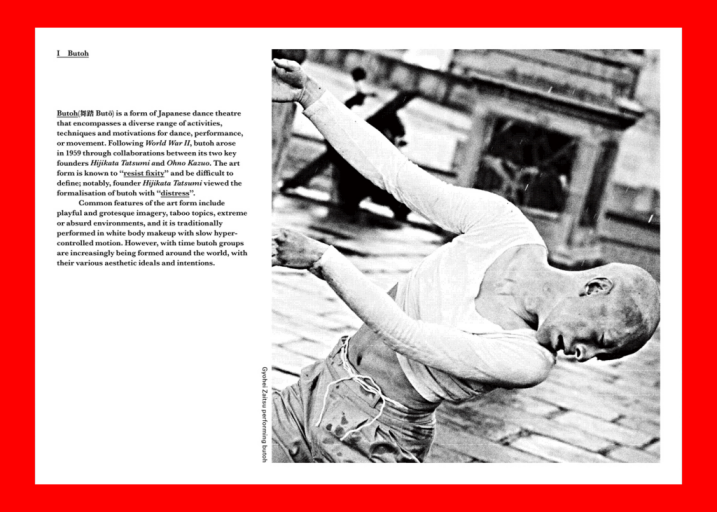 I Butoh
Butoh(舞踏 Butō) is a form of Japanese dance theatre
that encompasses a diverse range of activities,
techniques and motivations for dance, performance,
or movement. Following World War II, butoh arose
in 1959 through collaborations between its two key
founders Hijikata Tatsumi and Ohno Kazuo. The art
form is known to “resist fixity” and be difficult to
define; notably, founder Hijikata Tatsumi viewed the
formalisation of butoh with “distress”.
Common features of the art form include
playful and grotesque imagery, taboo topics, extreme
or absurd environments, and it is traditionally
performed in white body makeup with slow hyper-
controlled motion. However, with time butoh groups
are increasingly being formed around the world, with
their various aesthetic ideals and intentions.
Gyohei Zaitsu performing butoh